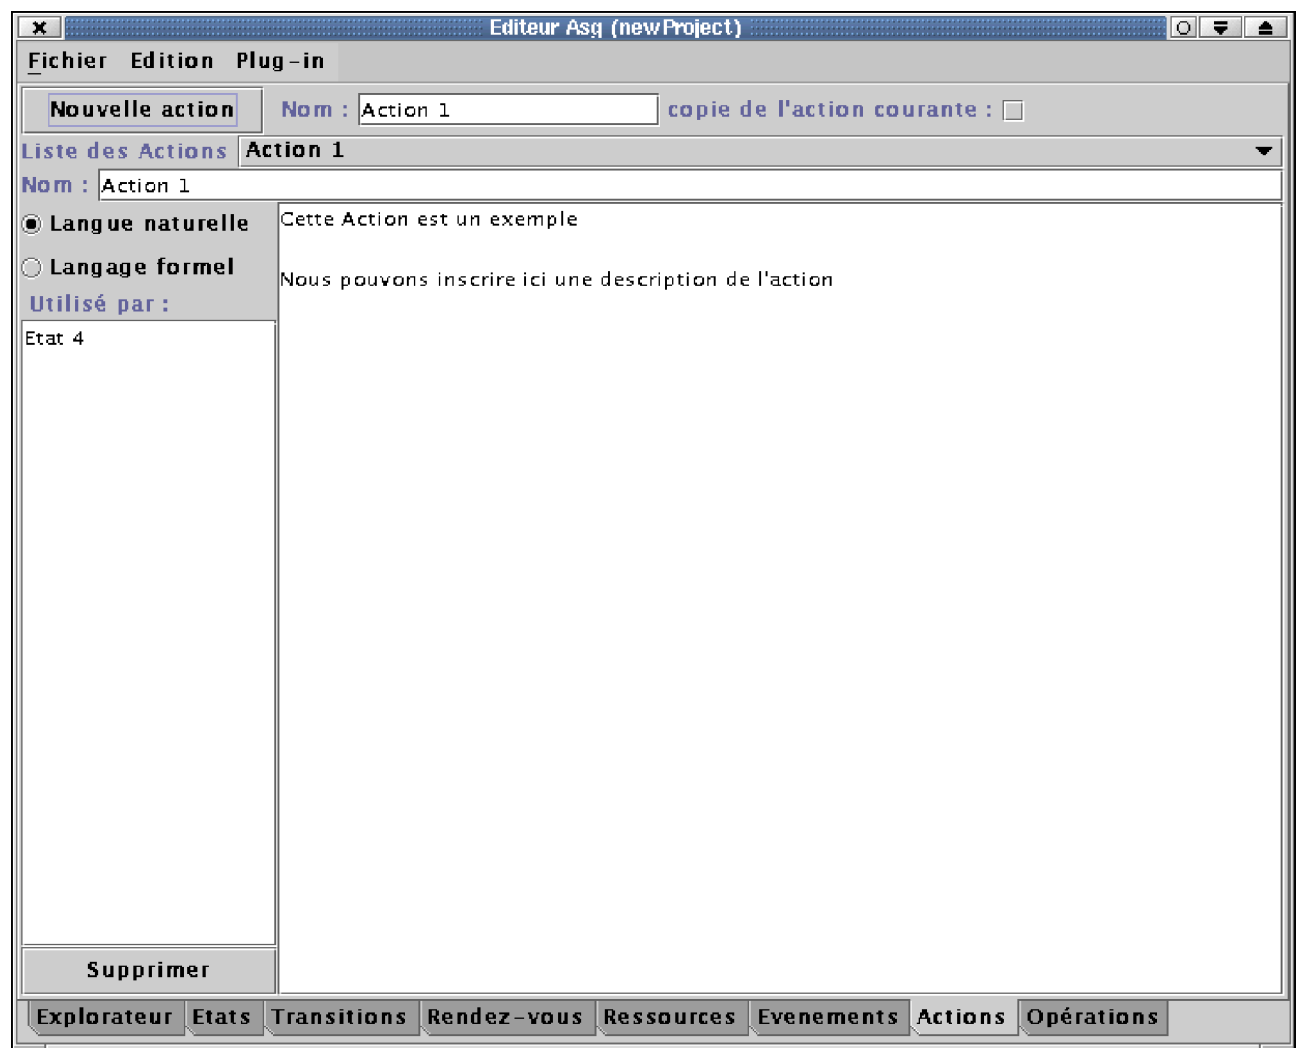 Editeur Asg (newProject)
Fichier Edition Plug-in
Nouvelle action Nom : Action 1 copie de l'action courante :
Liste des Actions Action 1
Nom : Action 1
Langue naturelle
Langage formel
Utilisé par :
Etat 4
Cette Action est un exemple
Nous pouvons inscrire ici une description de l'action
Supprimer
Explorateur Etats Transitions Rendez-vous Ressources Evenements Actions Opérations